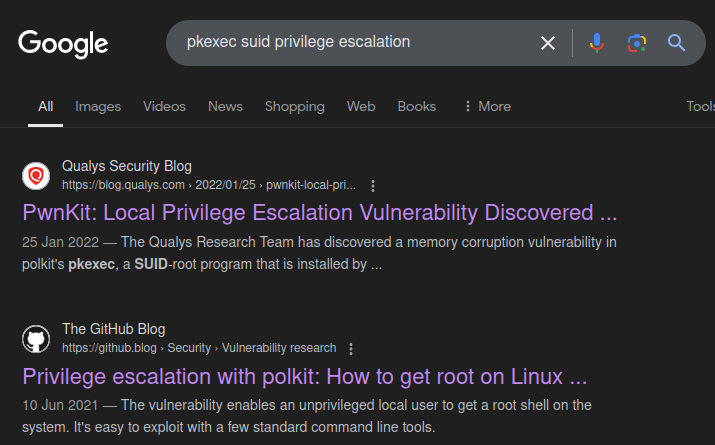 Google
pkexec suid privilege escalation
All Images Videos News Shopping Web Books More Tools
Qualys Security Blog
https://blog.qualys.com › 2022/01/25 › pwnkit-local-pri...
PwnKit: Local Privilege Escalation Vulnerability Discovered ...
25 Jan 2022 — The Qualys Research Team has discovered a memory corruption vulnerability in
polkit's pkexec, a SUID-root program that is installed by ...
The GitHub Blog
https://github.blog › Security › Vulnerability research
Privilege escalation with polkit: How to get root on Linux ...
10 Jun 2021 — The vulnerability enables an unprivileged local user to get a root shell on the
system. It's easy to exploit with a few standard command line tools.